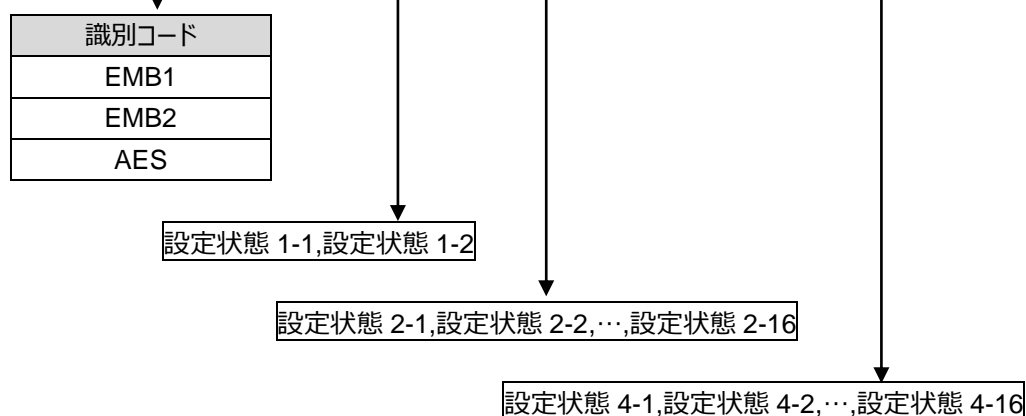 識別コード
EMB1
EMB2
AES
設定状態 1-1,設定状態 1-2
設定状態 2-1,設定状態 2-2,…,設定状態 2-16
設定状態 4-1,設定状態 4-2,…,設定状態 4-16